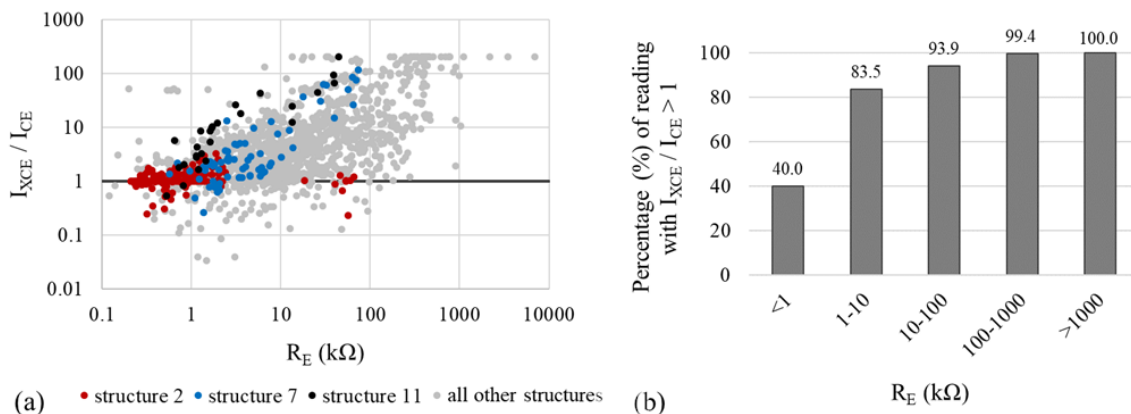 I_XCE / I_CE
1000
100
10
1
0.1
0.01
0.1 1 10 100 1000 10000
R_E (kΩ)
(a) structure 2 structure 7 structure 11 all other structures
Percentage (%) of reading
with I_XCE / I_CE > 1
100
80
60
40
20
0
40.0 83.5 93.9 99.4 100.0
<1 1-10 10-100 100-1000 >1000
(b) R_E (kΩ)